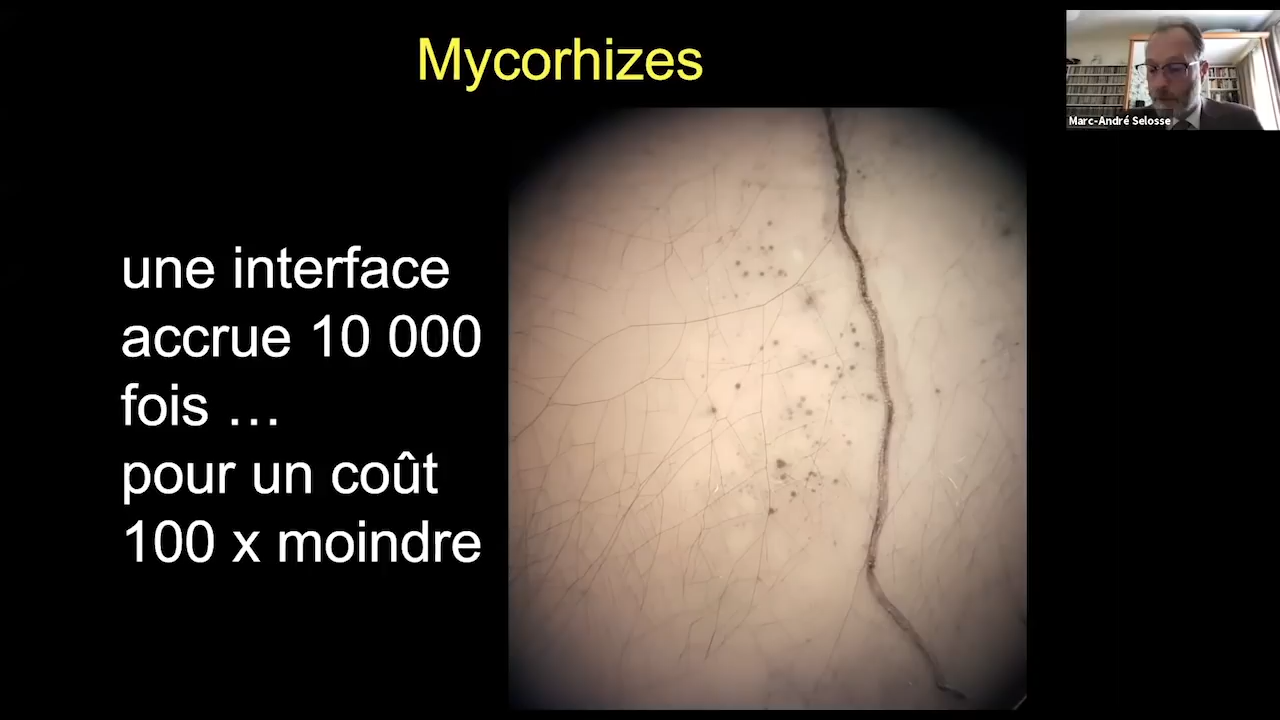 Mycorhizes
Marc-André Selosse
une interface
accrue 10 000
fois …
pour un coût
100 x moindre